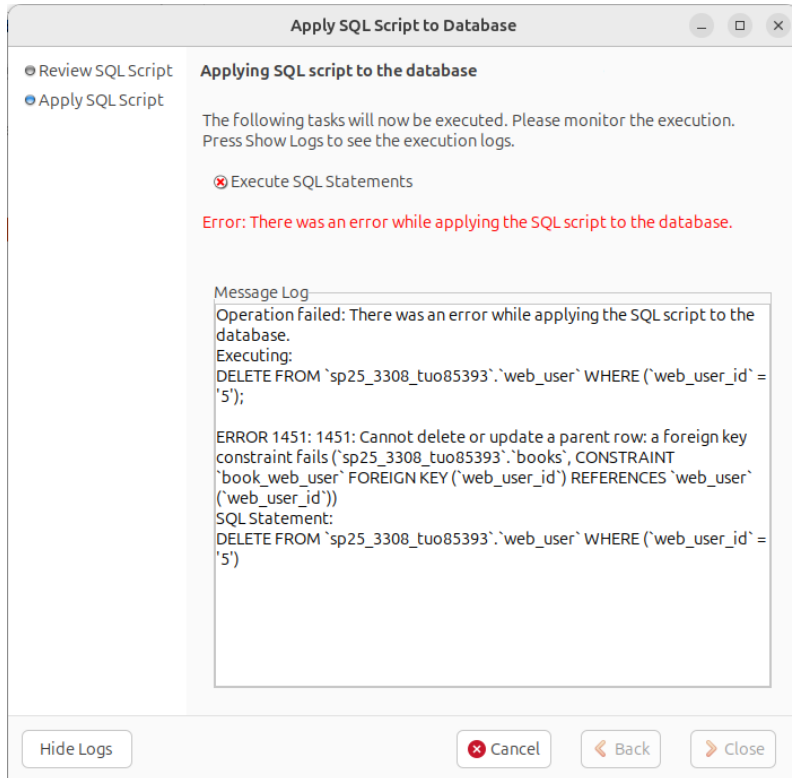 Apply SQL Script to Database
Review SQL Script
Apply SQL Script
Applying SQL script to the database
The following tasks will now be executed. Please monitor the execution.
Press Show Logs to see the execution logs.
Execute SQL Statements
Error: There was an error while applying the SQL script to the database.
Message Log
Operation failed: There was an error while applying the SQL script to the
database.
Executing:
DELETE FROM `sp25_3308_tuo85393`.`web_user` WHERE (`web_user_id` =
'5');
ERROR 1451: 1451: Cannot delete or update a parent row: a foreign key
constraint fails (`sp25_3308_tuo85393`.`books`, CONSTRAINT
`book_web_user` FOREIGN KEY (`web_user_id`) REFERENCES `web_user`
(`web_user_id`))
SQL Statement:
DELETE FROM `sp25_3308_tuo85393`.`web_user` WHERE (`web_user_id` =
'5')
Hide Logs
Cancel
Back
Close